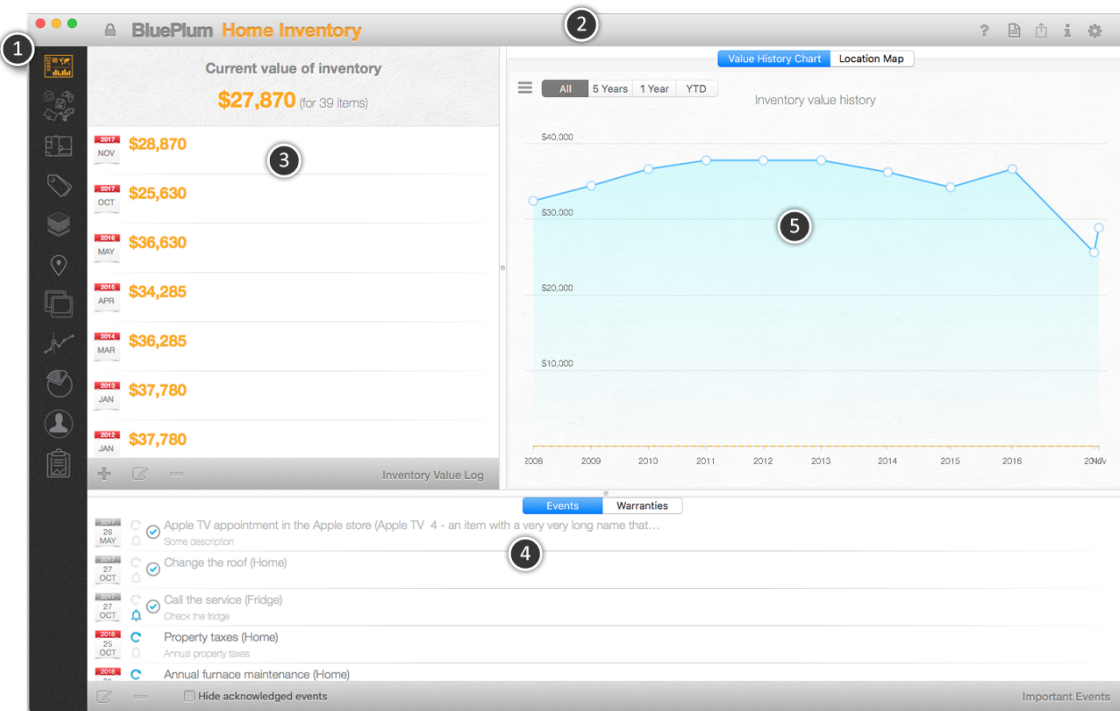 BluePlum Home Inventory
2
?
i
1
Current value of inventory
$27,870 (for 39 items)
2017
NOV
$28,870
3
2017
OCT
$25,630
2016
MAY
$36,630
2015
APR
$34,285
2014
MAR
$36,285
2013
JAN
$37,780
2012
JAN
$37,780
Inventory Value Log
Value History Chart
Location Map
All
5 Years
1 Year
YTD
Inventory value history
$40,000
$30,000
5
$20,000
$10,000
2008
2009
2010
2011
2012
2013
2014
2015
2016
Events
Warranties
2017
26
MAY
Apple TV appointment in the Apple store (Apple TV 4 - an item with a very very long name that…
Some description
4
2017
27
OCT
Change the roof (Home)
2017
27
OCT
Call the service (Fridge)
Check the fridge
2018
25
OCT
Property taxes (Home)
Annual property taxes
2018
Annual furnace maintenance (Home)
Hide acknowledged events
Important Events